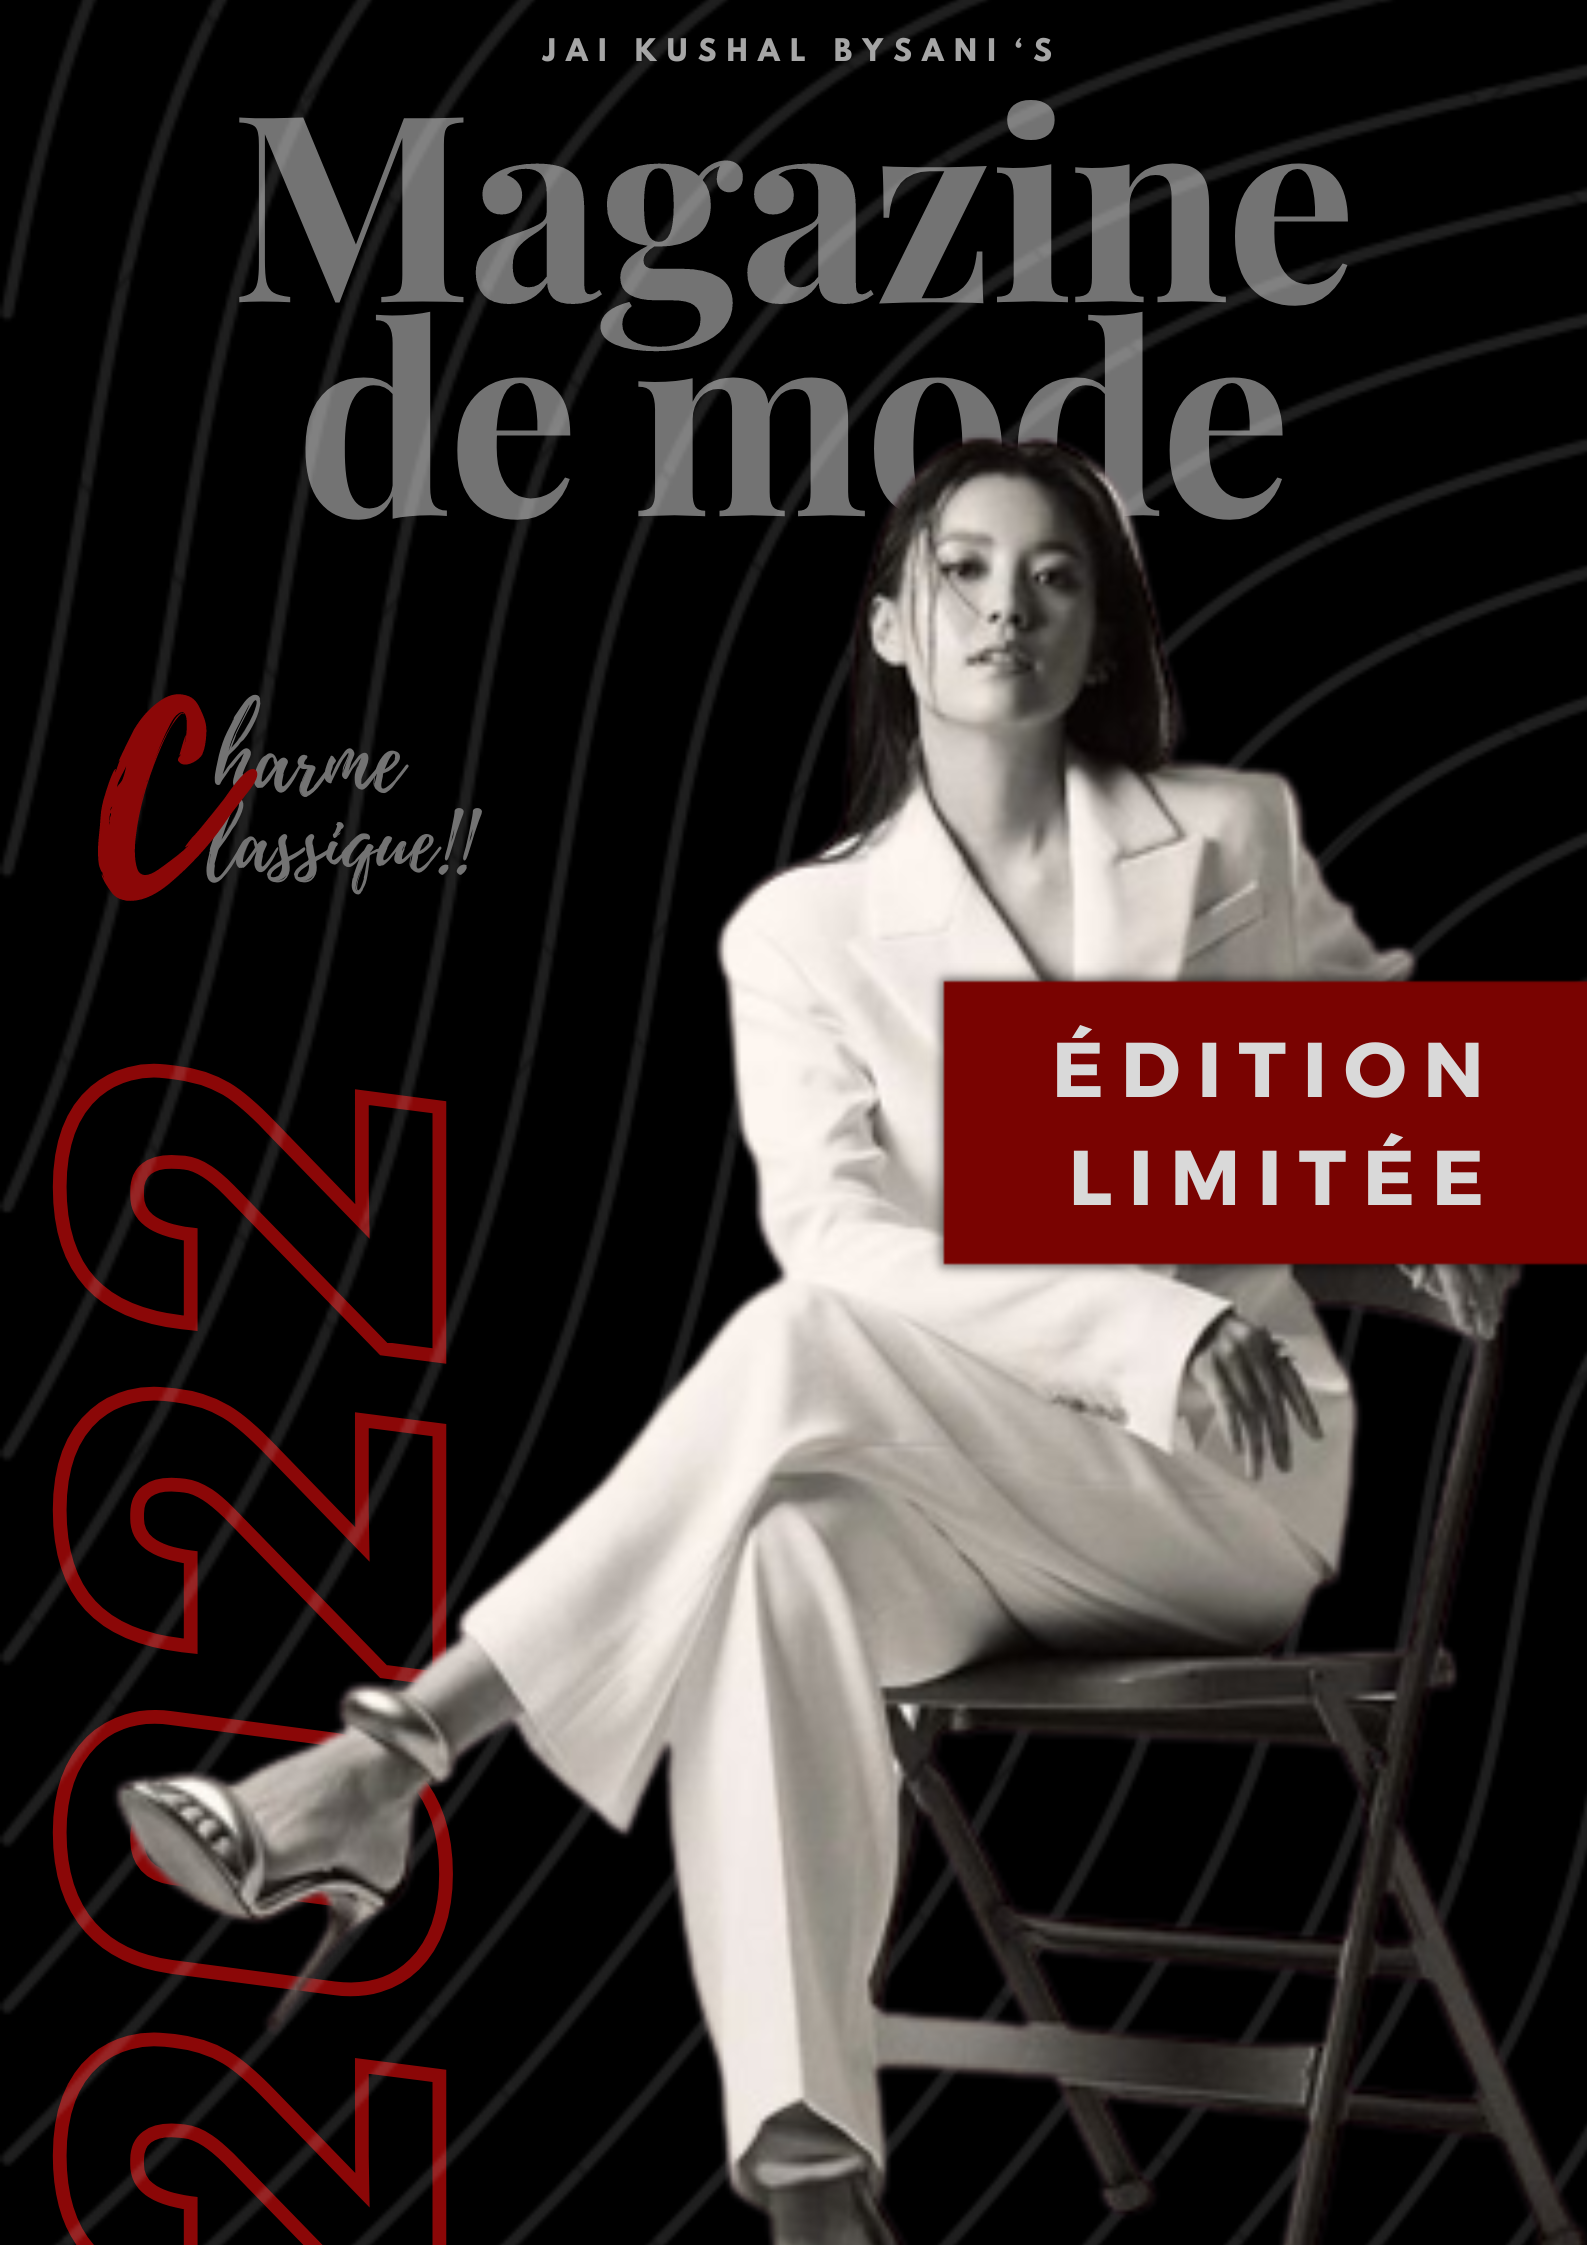 JAI KUSHAL BYSANI‘S
Magazine
de mode
Charme
Classique!!
ÉDITION
LIMITÉE
2022